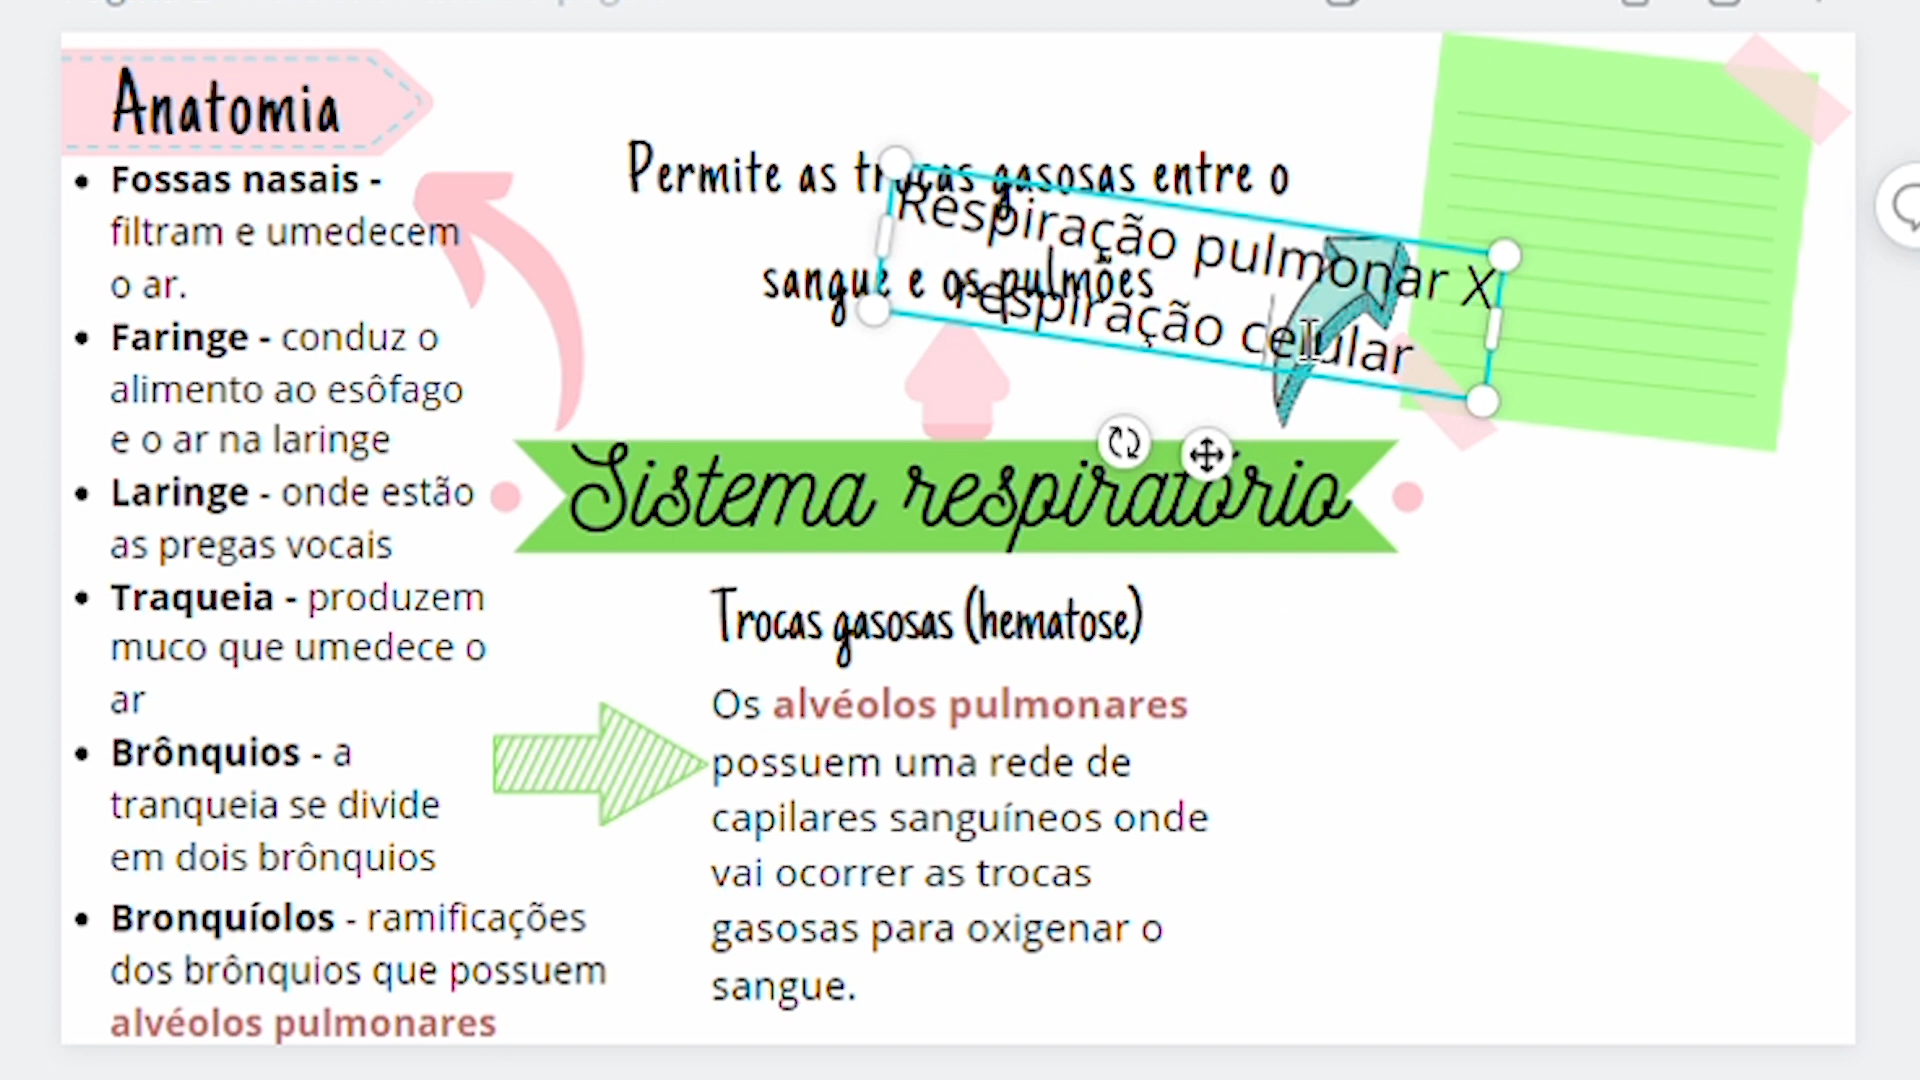 Anatomia
Fossas nasais -
filtram e umedecem
o ar.
Faringe - conduz o
alimento ao esôfago
e o ar na laringe
Laringe - onde estão
as pregas vocais
Traqueia - produzem
muco que umedece o
ar
Brônquios - a
tranqueia se divide
em dois brônquios
Bronquíolos - ramificações
dos brônquios que possuem
alvéolos pulmonares
Permite as trocas gasosas entre o
sangue e os pulmões
Respiração pulmonar X
respiração celular
Sistema respiratório
Trocas gasosas (hematose)
Os alvéolos pulmonares
possuem uma rede de
capilares sanguíneos onde
vai ocorrer as trocas
gasosas para oxigenar o
sangue.